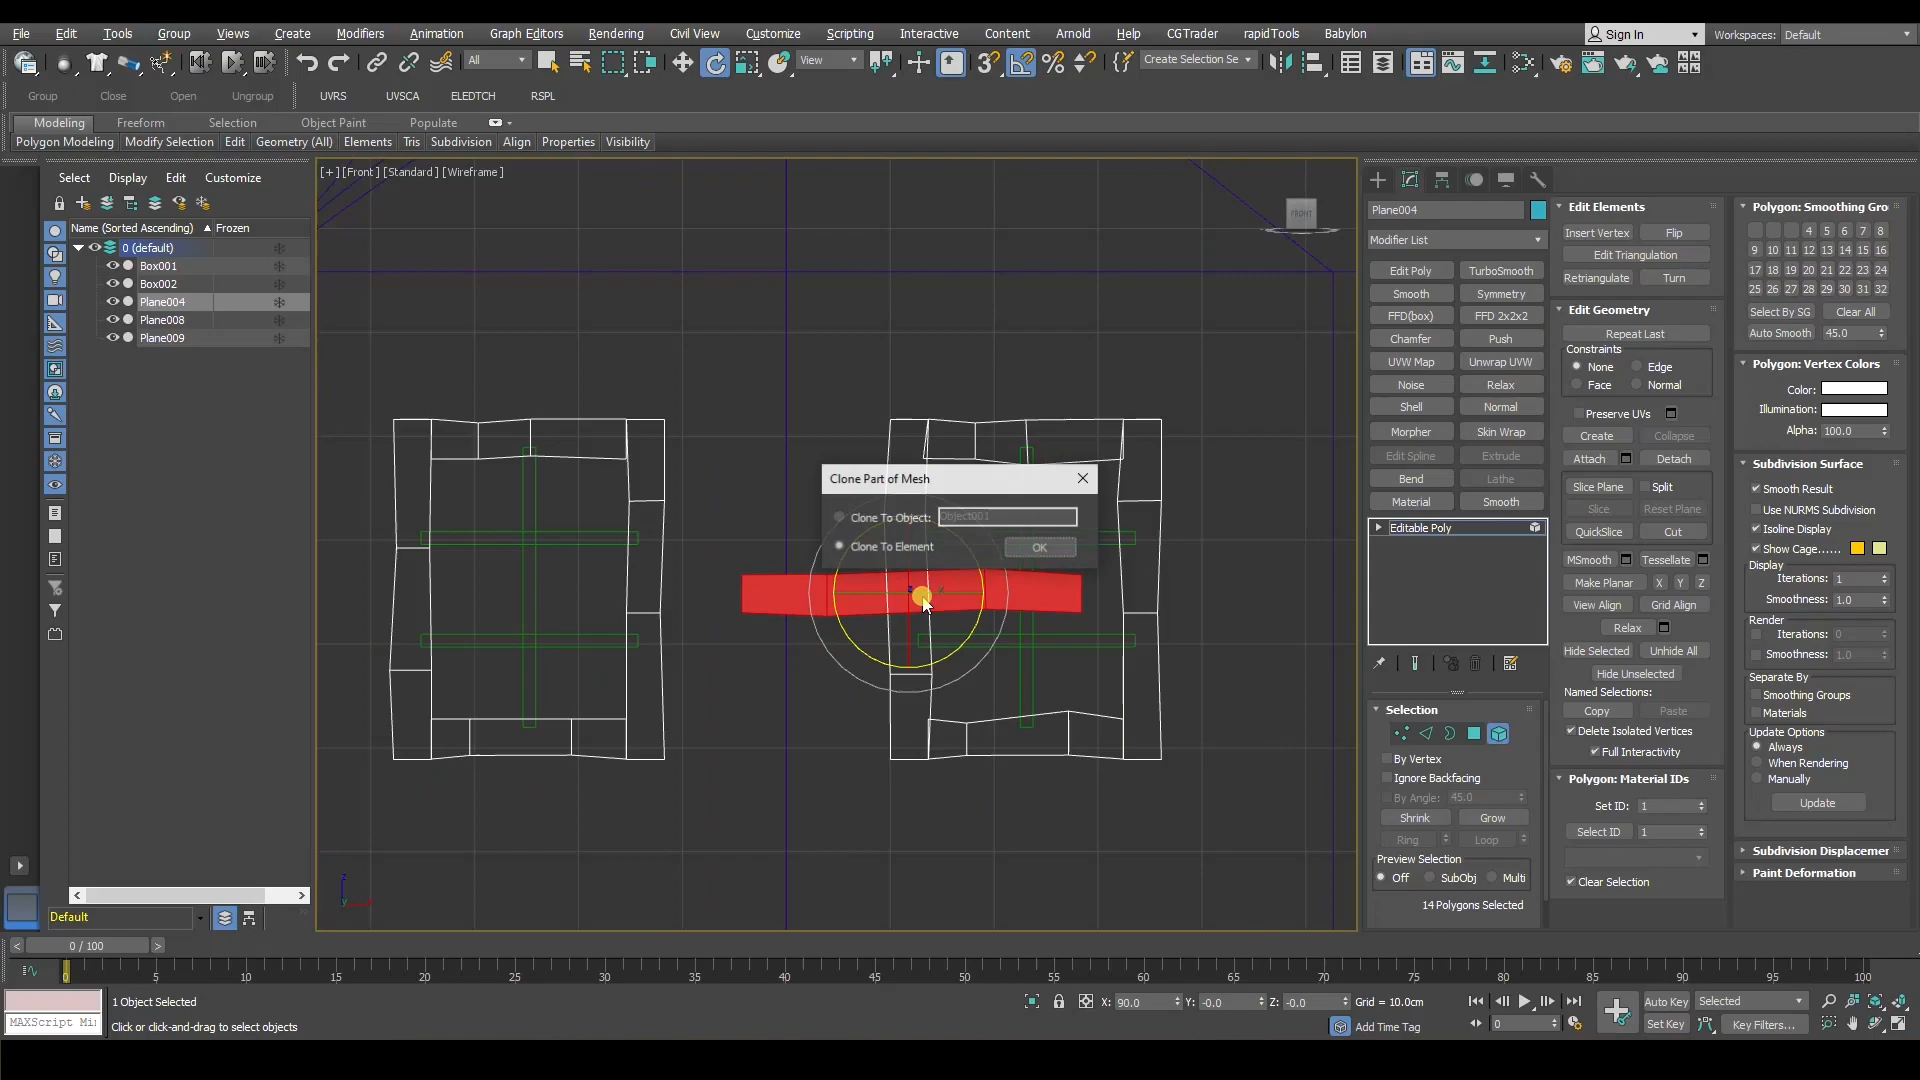 File Edit Tools Group Views Create Modifiers Animation Graph Editors Rendering Civil View Customize Scripting Interactive Content Arnold Help CGTrader rapidTools Babylon Sign In Workspaces: Default
All View Create Selection Se
Group Close Open Ungroup UVRS UVSCA ELEDTCH RSPL
Modeling Freeform Selection Object Paint Populate
Polygon Modeling Modify Selection Edit Geometry (All) Elements Tris Subdivision Align Properties Visibility
Select Display Edit Customize
Name (Sorted Ascending) Frozen
0 (default)
Box001
Box002
Plane004
Plane008
Plane009
Default
[+] [Front] [Standard] [Wireframe]
FRONT
Clone Part of Mesh
Clone To Object: Object001
Clone To Element OK
Plane004
Modifier List
Edit Poly TurboSmooth
Smooth Symmetry
FFD(box) FFD 2x2x2
Chamfer Push
UVW Map Unwrap UVW
Noise Relax
Shell Normal
Morpher Skin Wrap
Edit Spline Extrude
Bend Lathe
Material Smooth
Editable Poly
Selection
By Vertex
Ignore Backfacing
By Angle: 45.0
Shrink Grow
Ring Loop
Preview Selection
Off SubObj Multi
14 Polygons Selected
Edit Elements
Insert Vertex Flip
Edit Triangulation
Retriangulate Turn
Edit Geometry
Repeat Last
Constraints
None Edge
Face Normal
Preserve UVs
Create Collapse
Attach Detach
Slice Plane Split
Slice Reset Plane
QuickSlice Cut
MSmooth Tessellate
Make Planar X Y Z
View Align Grid Align
Relax
Hide Selected Unhide All
Hide Unselected
Named Selections:
Copy Paste
Delete Isolated Vertices
Full Interactivity
Polygon: Material IDs
Set ID: 1
Select ID 1
Clear Selection
Polygon: Smoothing Gro
4 5 6 7 8
9 10 11 12 13 14 15 16
17 18 19 20 21 22 23 24
25 26 27 28 29 30 31 32
Select By SG Clear All
Auto Smooth 45.0
Polygon: Vertex Colors
Color:
Illumination:
Alpha: 100.0
Subdivision Surface
Smooth Result
Use NURMS Subdivision
Isoline Display
Show Cage......
Display
Iterations: 1
Smoothness: 1.0
Render
Iterations: 0
Smoothness: 1.0
Separate By
Smoothing Groups
Materials
Update Options
Always
When Rendering
Manually
Update
Subdivision Displacemer
Paint Deformation
< 0 / 100 >
0 5 10 15 20 25 30 35 40 45 50 55 60 65 70 75 80 85 90 95 100
1 Object Selected X: 90.0 Y: -0.0 Z: -0.0 Grid = 10.0cm Auto Key Selected
MAXScript Mi Click or click-and-drag to select objects Add Time Tag 0 Set Key Key Filters...